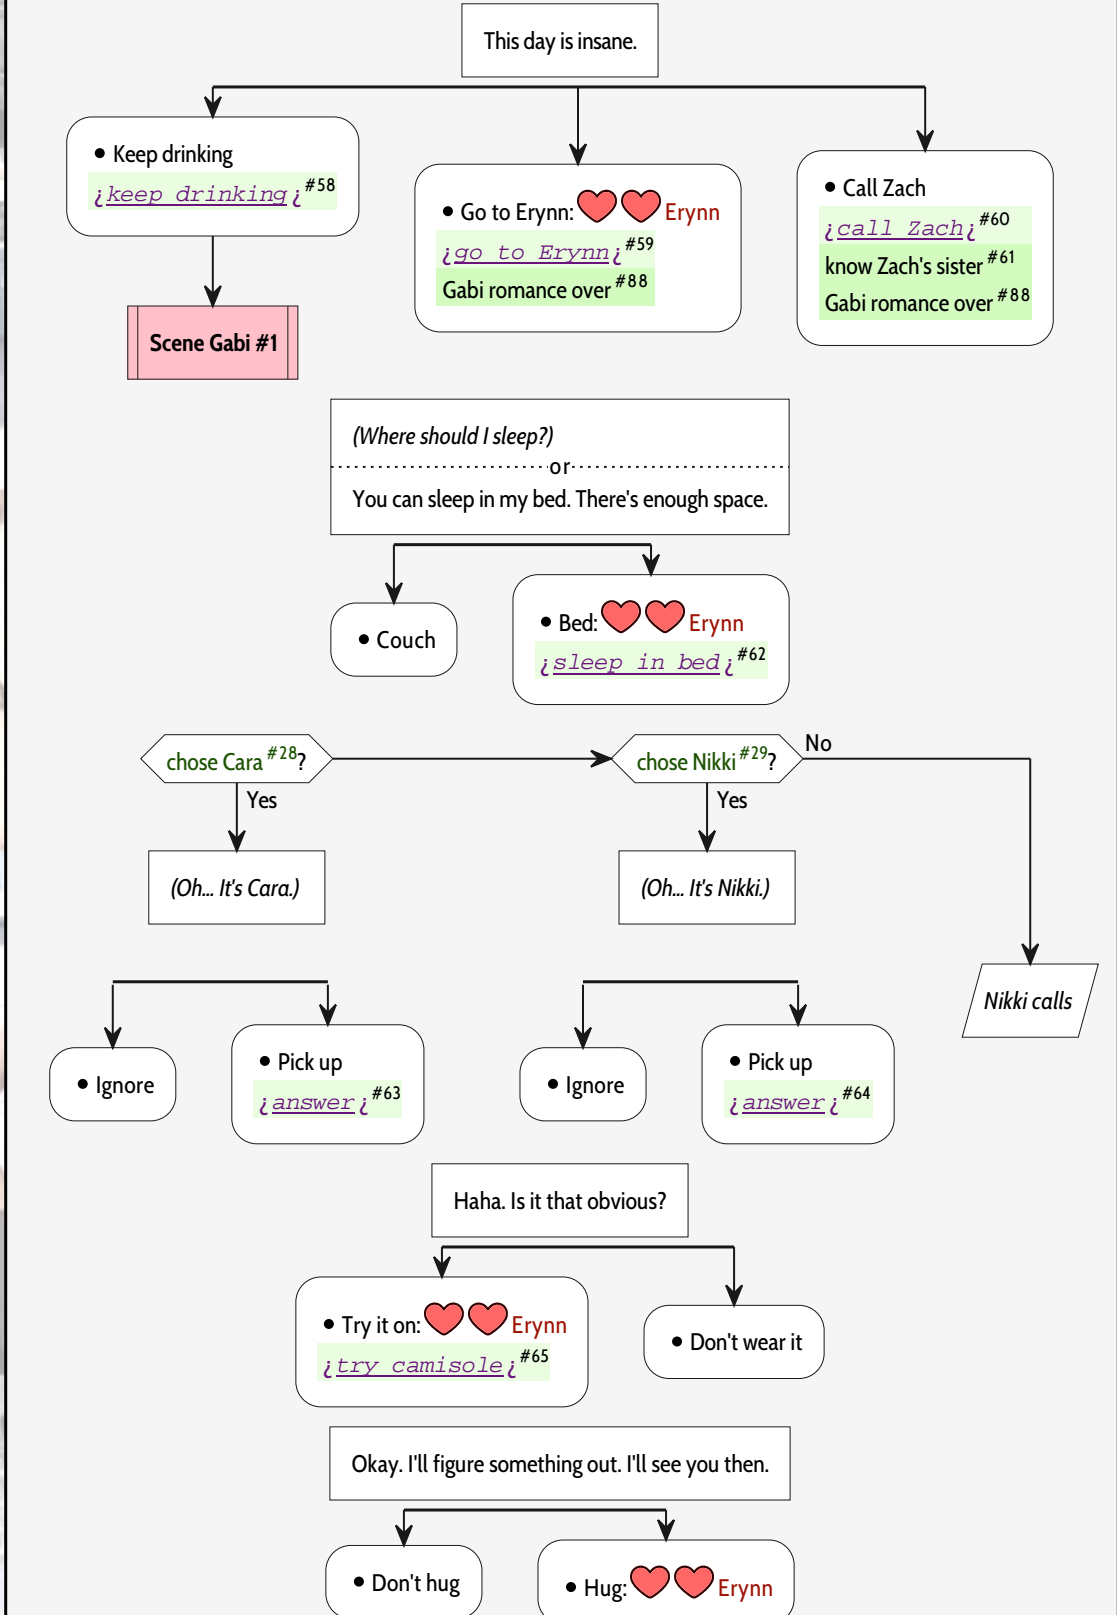 This day is insane.
• Keep drinking
¿keep drinking¿ #58
Scene Gabi #1
• Go to Erynn: Erynn
¿go to Erynn¿ #59
Gabi romance over #88
• Call Zach
¿call Zach¿ #60
know Zach's sister #61
Gabi romance over #88
(Where should I sleep?)
or
You can sleep in my bed. There's enough space.
• Couch
• Bed: Erynn
¿sleep in bed¿ #62
chose Cara #28?
Yes
(Oh... It's Cara.)
• Ignore
• Pick up
¿answer¿ #63
chose Nikki #29?
No
Yes
(Oh... It's Nikki.)
• Ignore
• Pick up
¿answer¿ #64
Nikki calls
Haha. Is it that obvious?
• Try it on: Erynn
¿try camisole¿ #65
• Don't wear it
Okay. I'll figure something out. I'll see you then.
• Don't hug
• Hug: Erynn